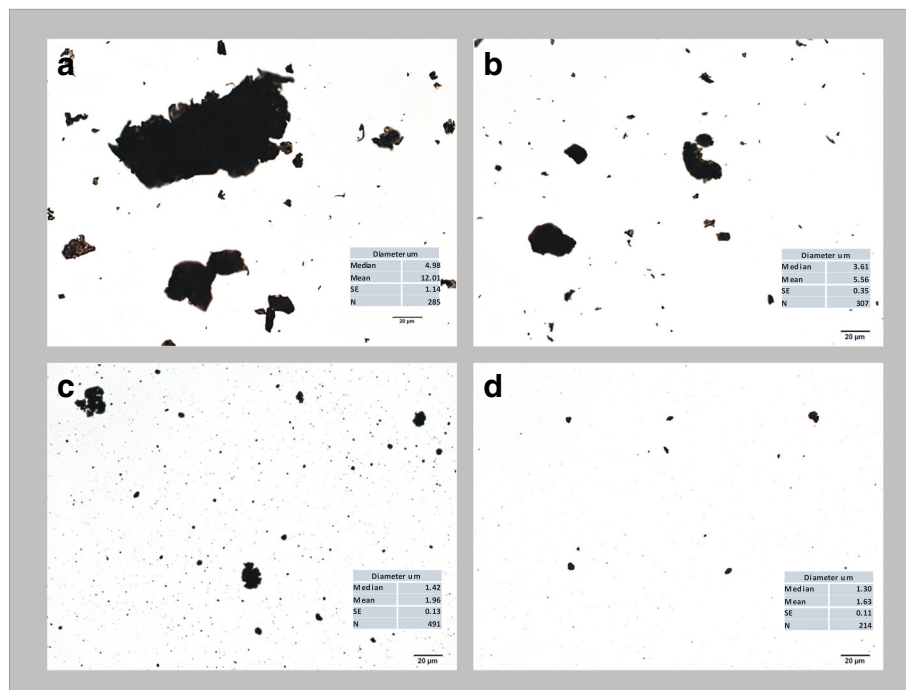 a
Diameter um
Median 4.98
Mean 12.01
SE 1.14
N 285
20 µm
b
Diameter um
Median 3.61
Mean 5.56
SE 0.35
N 307
20 µm
c
Diameter um
Median 1.42
Mean 1.96
SE 0.13
N 491
20 µm
d
Diameter um
Median 1.30
Mean 1.63
SE 0.11
N 214
20 µm